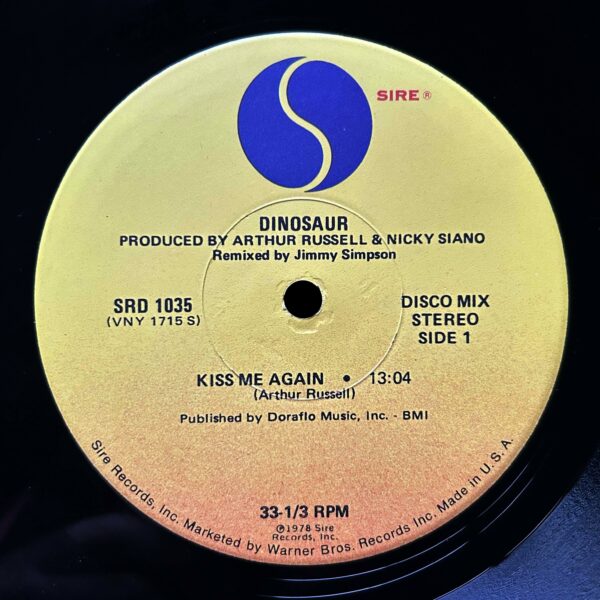 SIRE ®
DINOSAUR
PRODUCED BY ARTHUR RUSSELL & NICKY SIANO
Remixed by Jimmy Simpson
SRD 1035
(VNY 1715 S)
DISCO MIX
STEREO
SIDE 1
KISS ME AGAIN • 13:04
(Arthur Russell)
Published by Doraflo Music, Inc. - BMI
33-1/3 RPM
℗1978 Sire
Records, Inc.
Sire Records, Inc. Marketed by Warner Bros. Records Inc. Made in U.S.A.